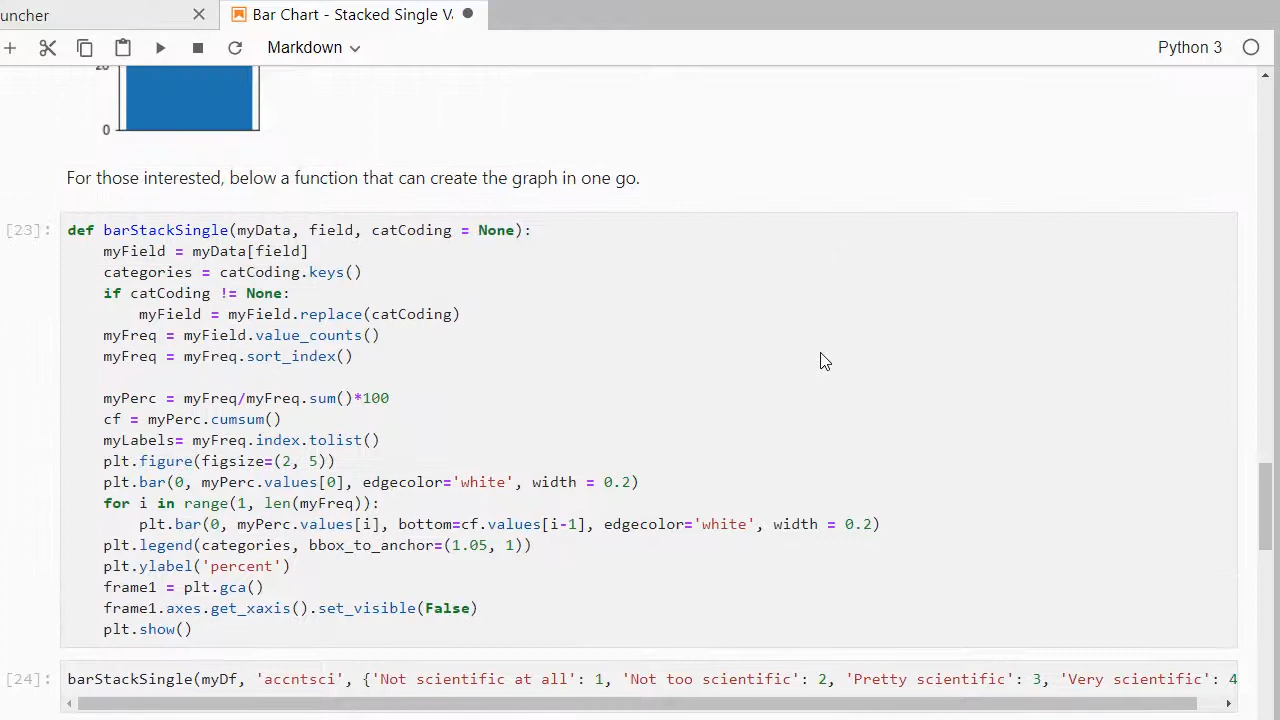 uncher
Bar Chart - Stacked Single Va
Markdown
Python 3
20
0
For those interested, below a function that can create the graph in one go.
[23]:
def barStackSingle(myData, field, catCoding = None):
myField = myData[field]
categories = catCoding.keys()
if catCoding != None:
myField = myField.replace(catCoding)
myFreq = myField.value_counts()
myFreq = myFreq.sort_index()
myPerc = myFreq/myFreq.sum()*100
cf = myPerc.cumsum()
myLabels= myFreq.index.tolist()
plt.figure(figsize=(2, 5))
plt.bar(0, myPerc.values[0], edgecolor='white', width = 0.2)
for i in range(1, len(myFreq)):
plt.bar(0, myPerc.values[i], bottom=cf.values[i-1], edgecolor='white', width = 0.2)
plt.legend(categories, bbox_to_anchor=(1.05, 1))
plt.ylabel('percent')
frame1 = plt.gca()
frame1.axes.get_xaxis().set_visible(False)
plt.show()
[24]:
barStackSingle(myDf, 'accntsci', {'Not scientific at all': 1, 'Not too scientific': 2, 'Pretty scientific': 3, 'Very scientific': 4